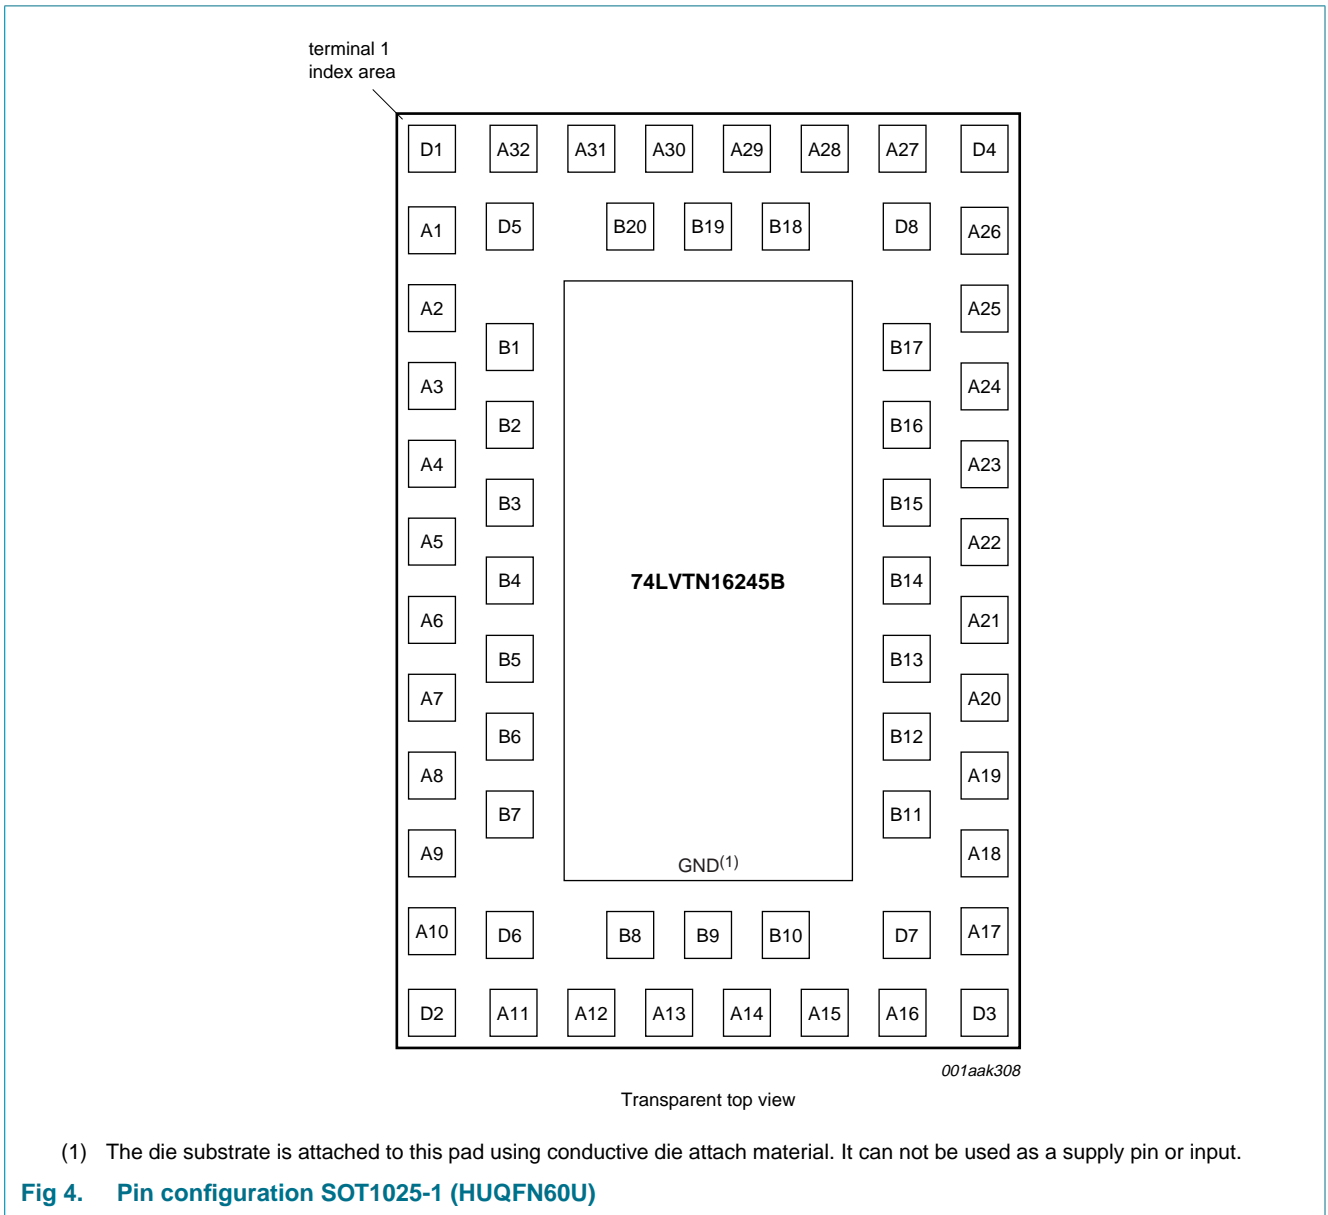 terminal 1
index area
D1 A32 A31 A30 A29 A28 A27 D4
A1 D5 B20 B19 B18 D8 A26
A2 A25
B1 B17
A3 A24
B2 B16
A4 A23
B3 B15
A5 A22
B4 74LVTN16245B B14
A6 A21
B5 B13
A7 A20
B6 B12
A8 A19
B7 B11
A9 A18
GND(1)
A10 D6 B8 B9 B10 D7 A17
D2 A11 A12 A13 A14 A15 A16 D3
001aak308
Transparent top view
(1) The die substrate is attached to this pad using conductive die attach material. It can not be used as a supply pin or input.
Fig 4. Pin configuration SOT1025-1 (HUQFN60U)